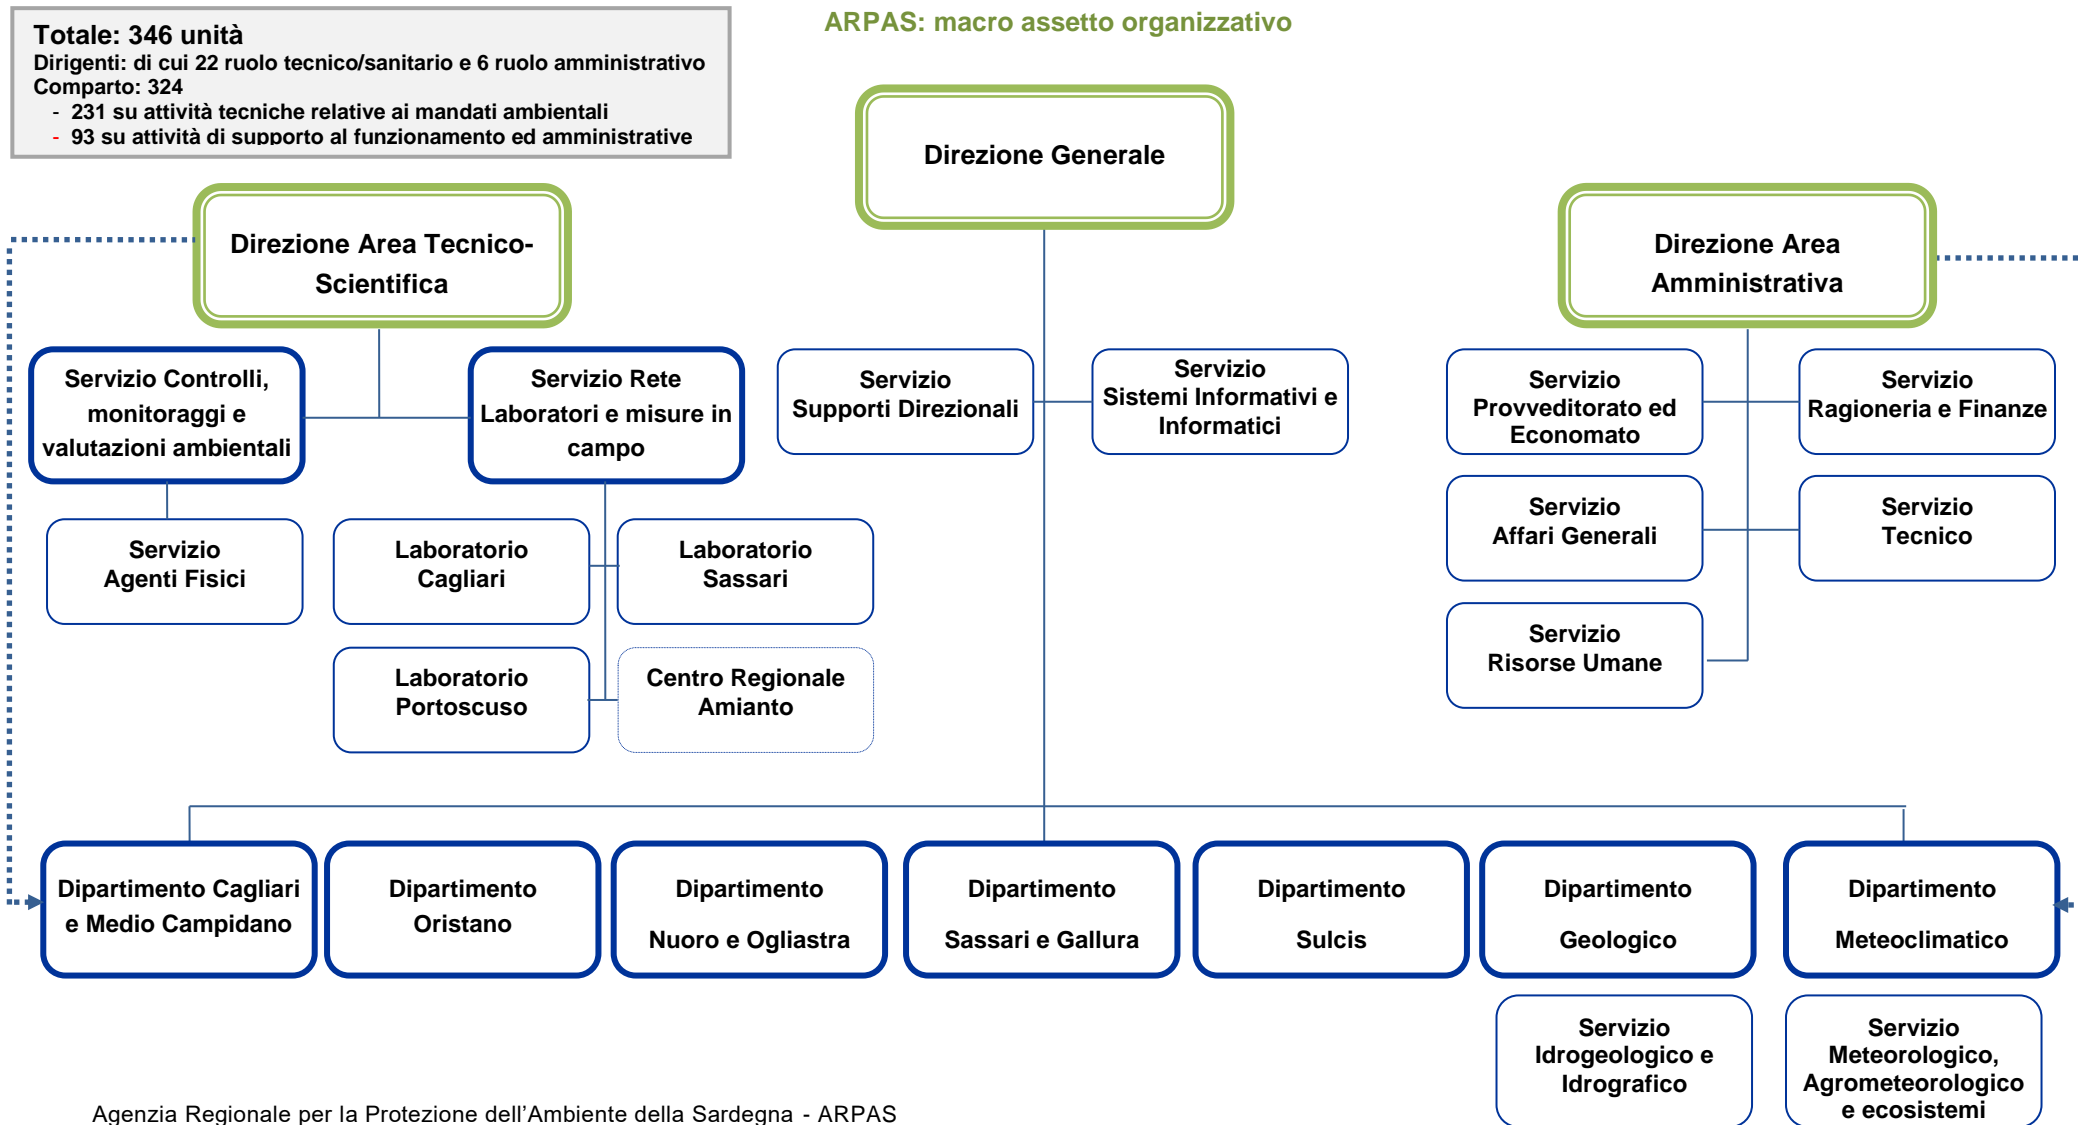 ARPAS: macro assetto organizzativo
Totale: 346 unità
Dirigenti: di cui 22 ruolo tecnico/sanitario e 6 ruolo amministrativo
Comparto: 324
- 231 su attività tecniche relative ai mandati ambientali
- 93 su attività di supporto al funzionamento ed amministrative
Direzione Generale
Direzione Area Tecnico-
Scientifica
Direzione Area
Amministrativa
Servizio Controlli,
monitoraggi e
valutazioni ambientali
Servizio Rete
Laboratori e misure in
campo
Servizio
Supporti Direzionali
Servizio
Sistemi Informativi e
Informatici
Servizio
Provveditorato ed
Economato
Servizio
Ragioneria e Finanze
Servizio
Agenti Fisici
Laboratorio
Cagliari
Laboratorio
Sassari
Servizio
Affari Generali
Servizio
Tecnico
Laboratorio
Portoscuso
Centro Regionale
Amianto
Servizio
Risorse Umane
Dipartimento Cagliari
e Medio Campidano
Dipartimento
Oristano
Dipartimento
Nuoro e Ogliastra
Dipartimento
Sassari e Gallura
Dipartimento
Sulcis
Dipartimento
Geologico
Dipartimento
Meteoclimatico
Servizio
Idrogeologico e
Idrografico
Servizio
Meteorologico,
Agrometeorologico
e ecosistemi
Agenzia Regionale per la Protezione dell'Ambiente della Sardegna - ARPAS